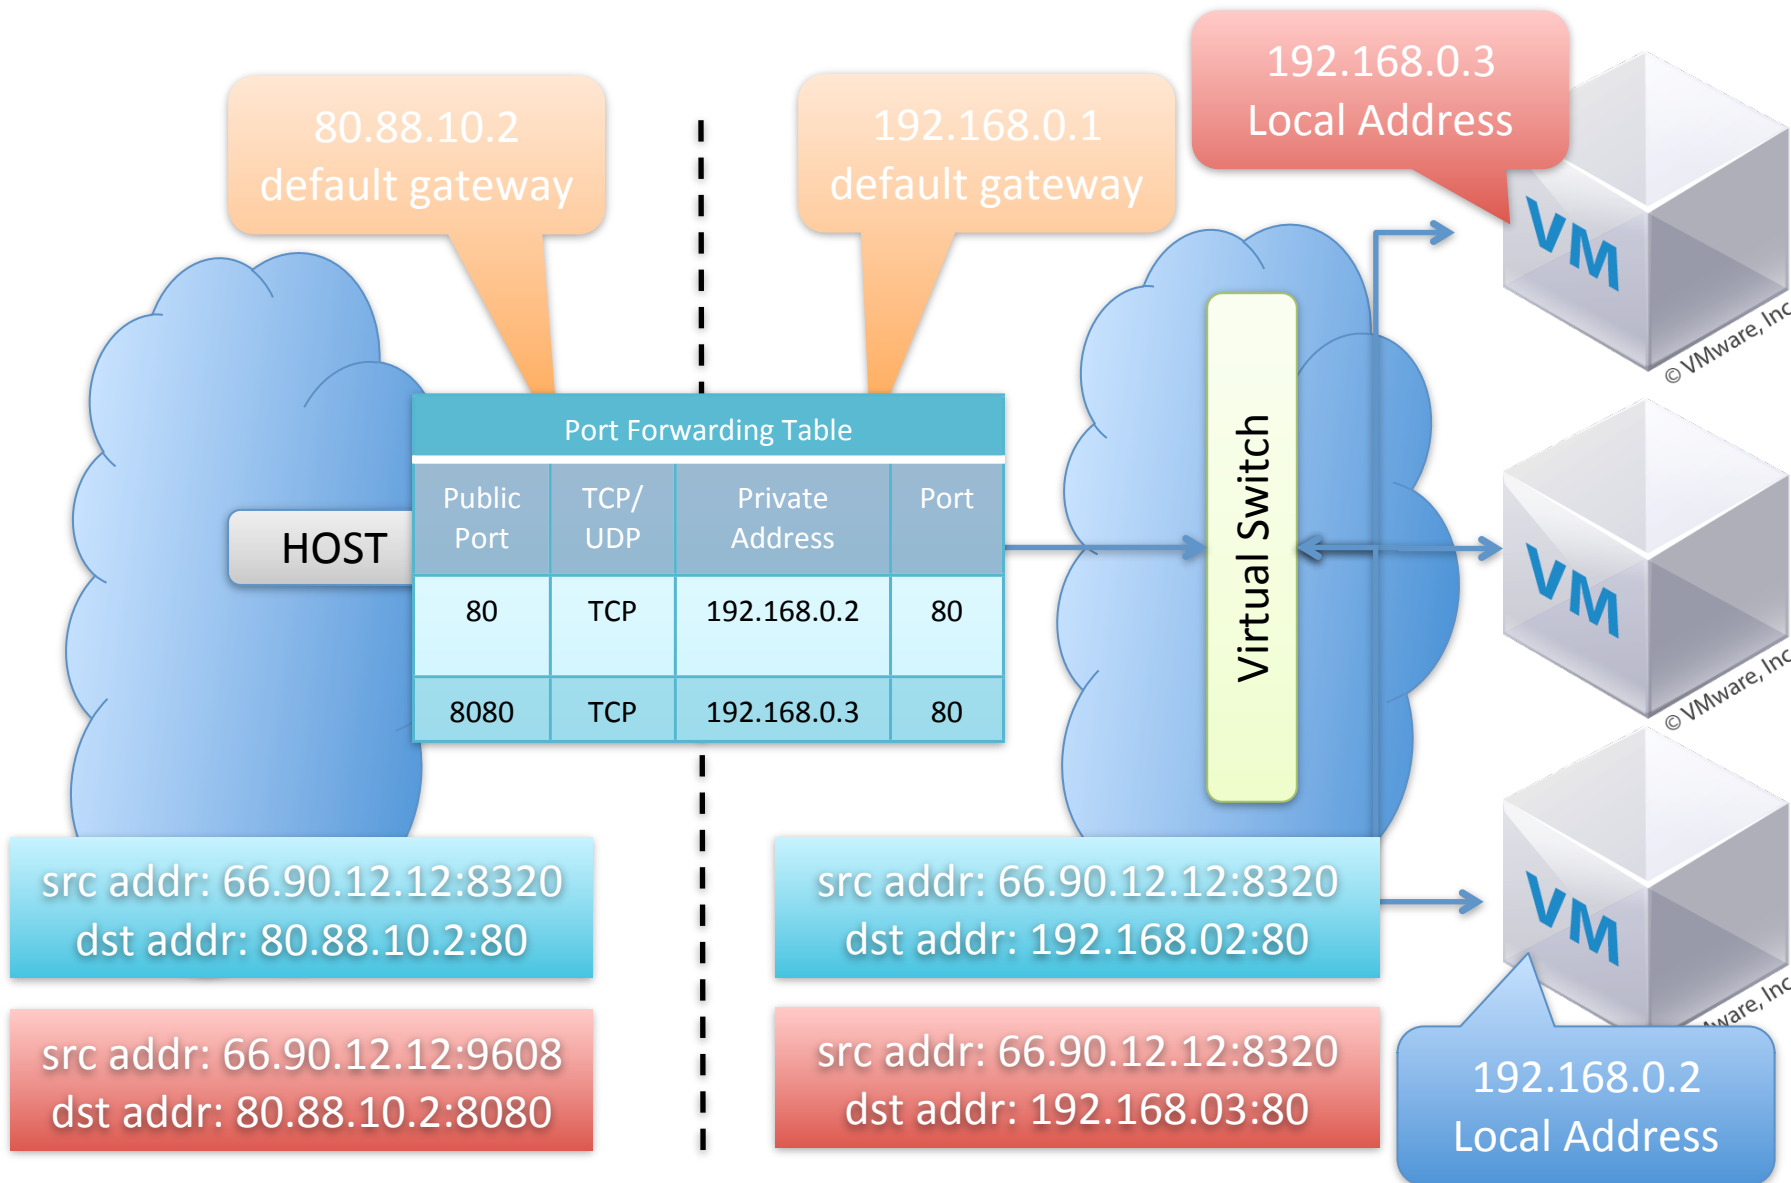 192.168.0.3
Local Address
80.88.10.2
default gateway
192.168.0.1
default gateway
VM
© VMware, Inc
Port Forwarding Table
Public Port
TCP/ UDP
Private Address
Port
80
TCP
192.168.0.2
80
8080
TCP
192.168.0.3
80
HOST
Virtual Switch
VM
© VMware, Inc
VM
Mware, Inc
src addr: 66.90.12.12:8320
dst addr: 80.88.10.2:80
src addr: 66.90.12.12:8320
dst addr: 192.168.02:80
src addr: 66.90.12.12:9608
dst addr: 80.88.10.2:8080
src addr: 66.90.12.12:8320
dst addr: 192.168.03:80
192.168.0.2
Local Address